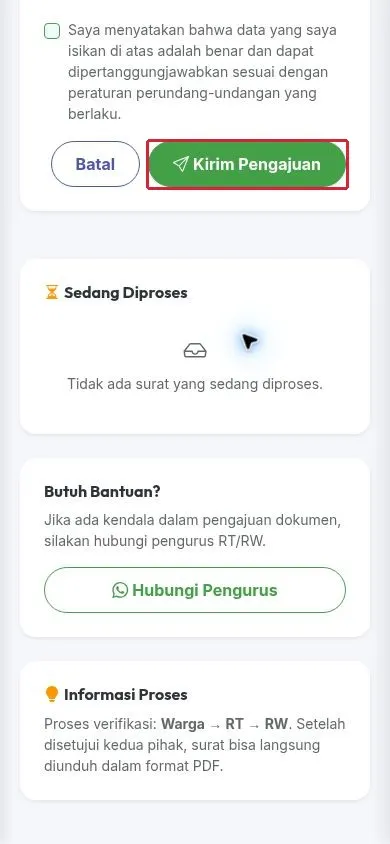 Saya menyatakan bahwa data yang saya
isikan di atas adalah benar dan dapat
dipertanggungjawabkan sesuai dengan
peraturan perundang-undangan yang
berlaku.
Batal
Kirim Pengajuan
Sedang Diproses
Tidak ada surat yang sedang diproses.
Butuh Bantuan?
Jika ada kendala dalam pengajuan dokumen,
silakan hubungi pengurus RT/RW.
Hubungi Pengurus
Informasi Proses
Proses verifikasi: Warga → RT → RW. Setelah
disetujui kedua pihak, surat bisa langsung
diunduh dalam format PDF.